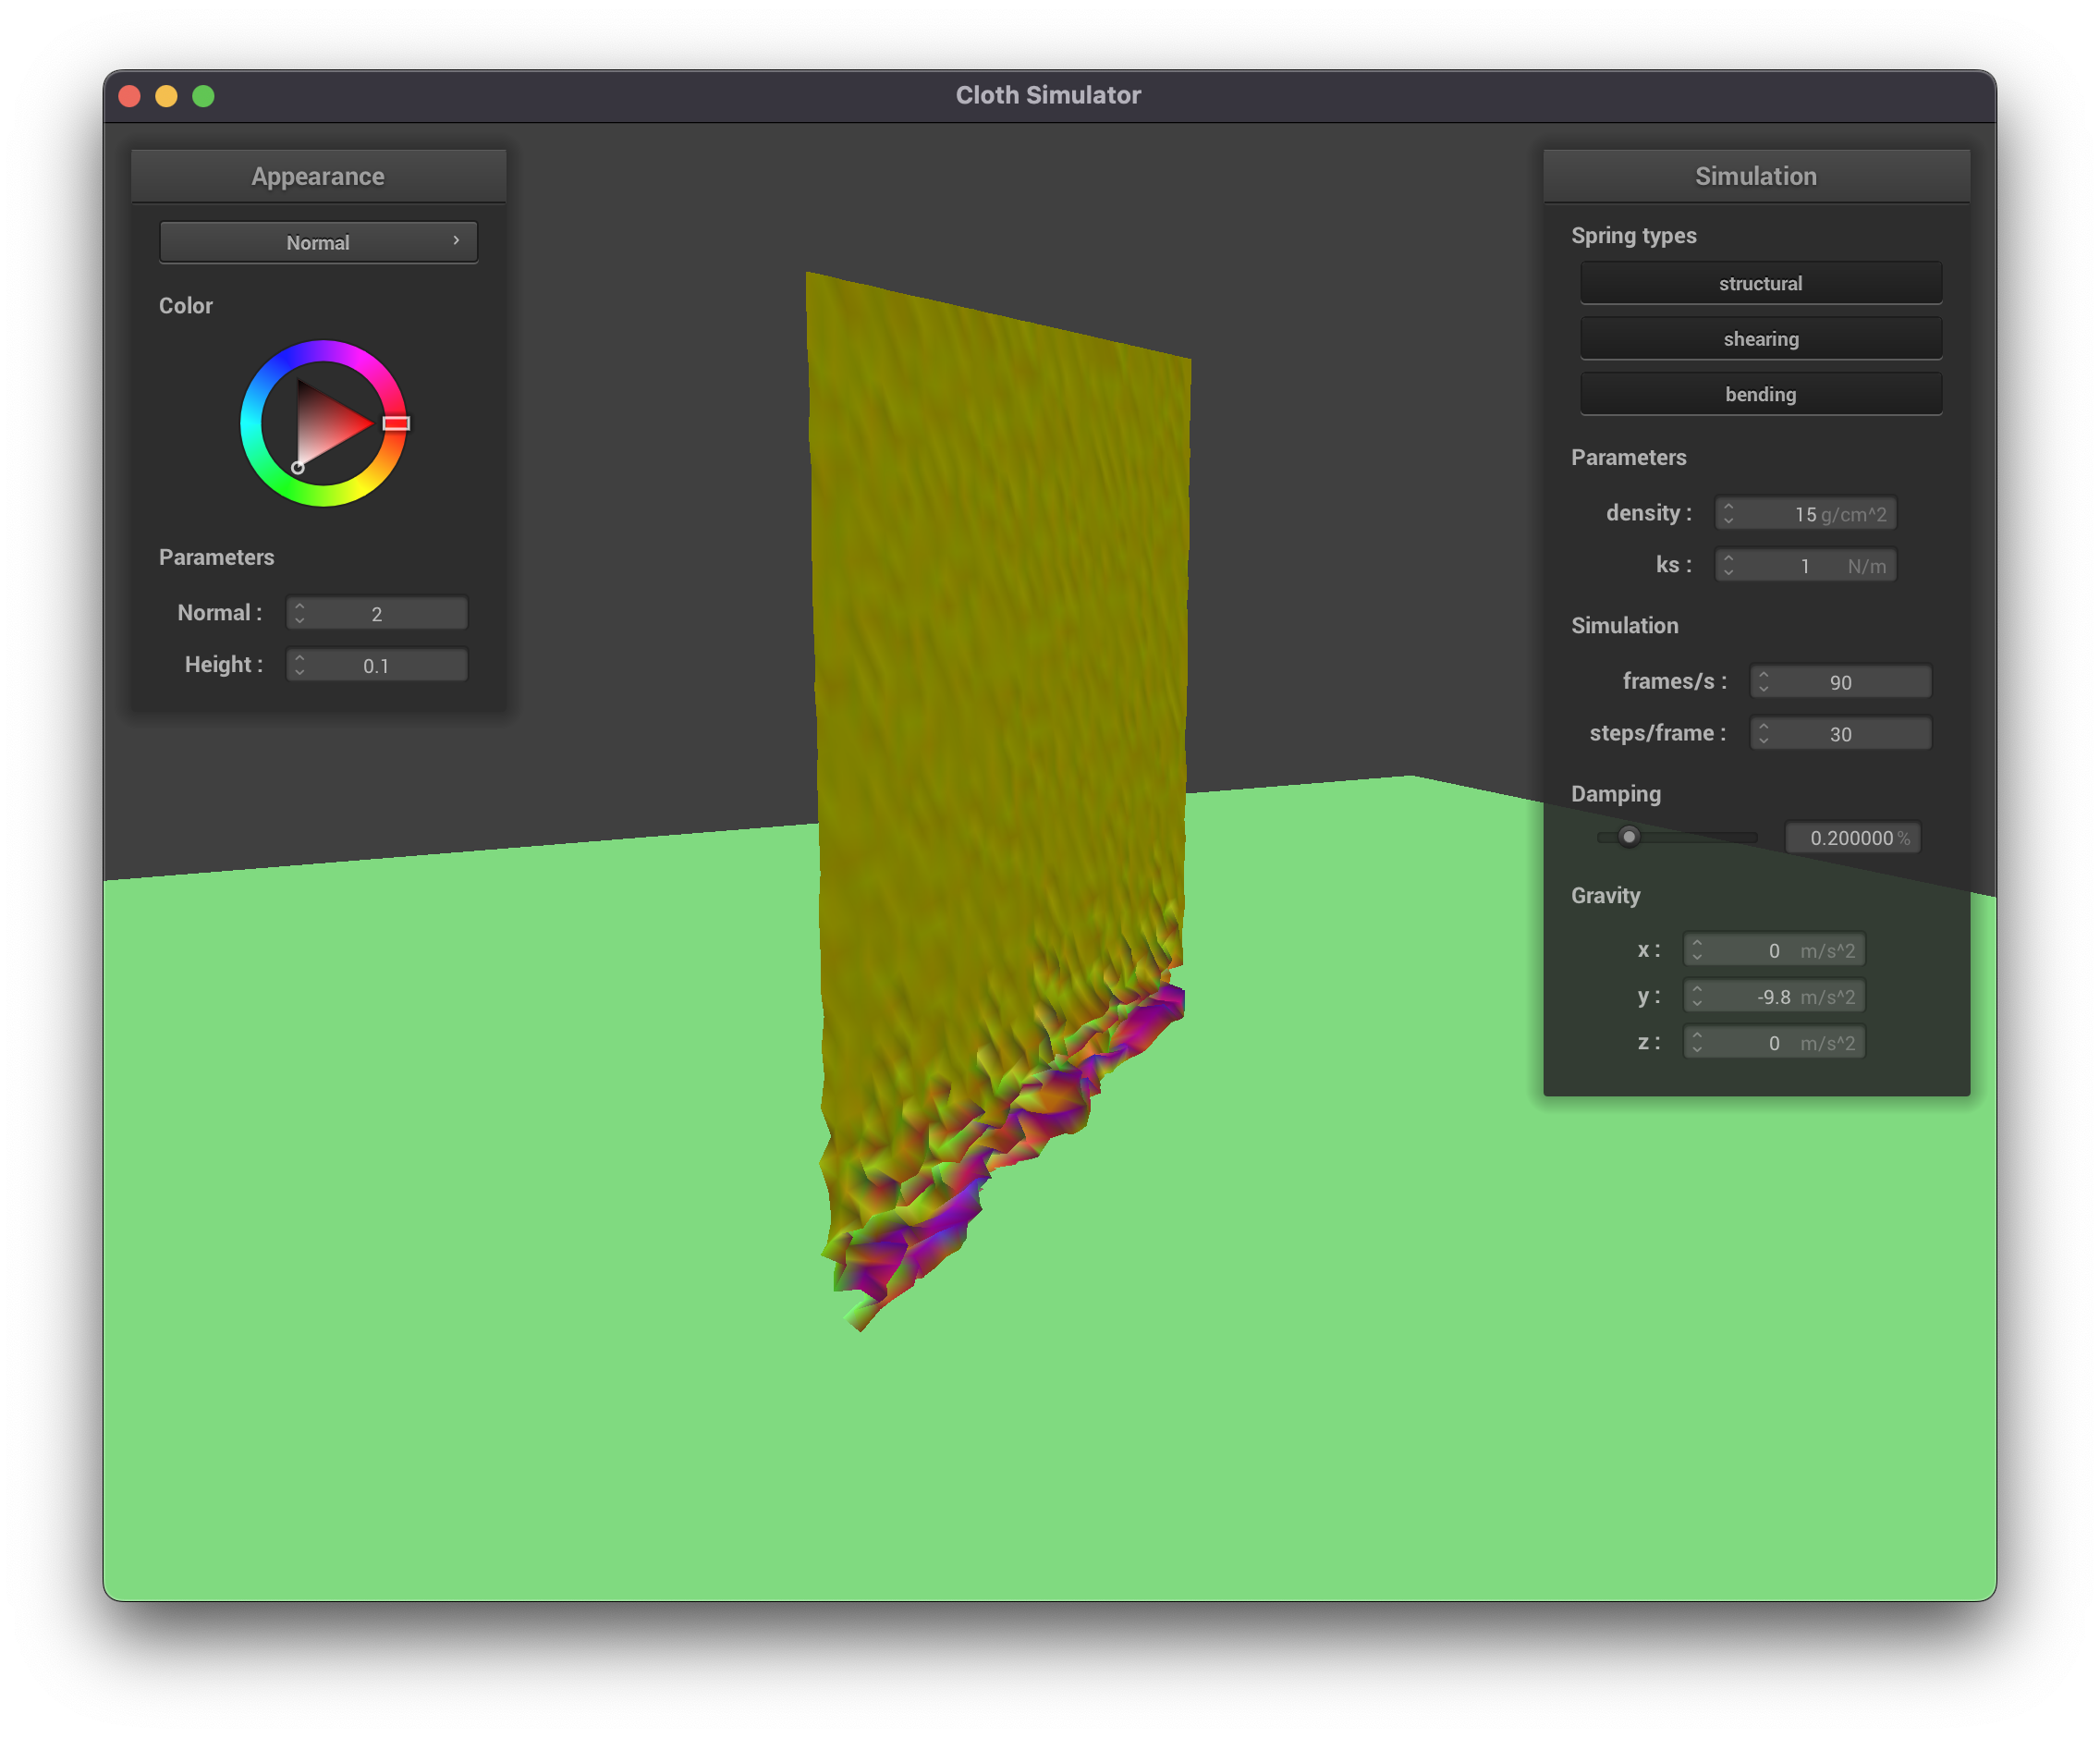 Cloth Simulator
Appearance
Normal
Color
Parameters
Normal : 2
Height : 0.1
Simulation
Spring types
structural
shearing
bending
Parameters
density : 15 g/cm^2
ks : 1 N/m
Simulation
frames/s : 90
steps/frame : 30
Damping
0.200000 %
Gravity
x : 0 m/s^2
y : -9.8 m/s^2
z : 0 m/s^2